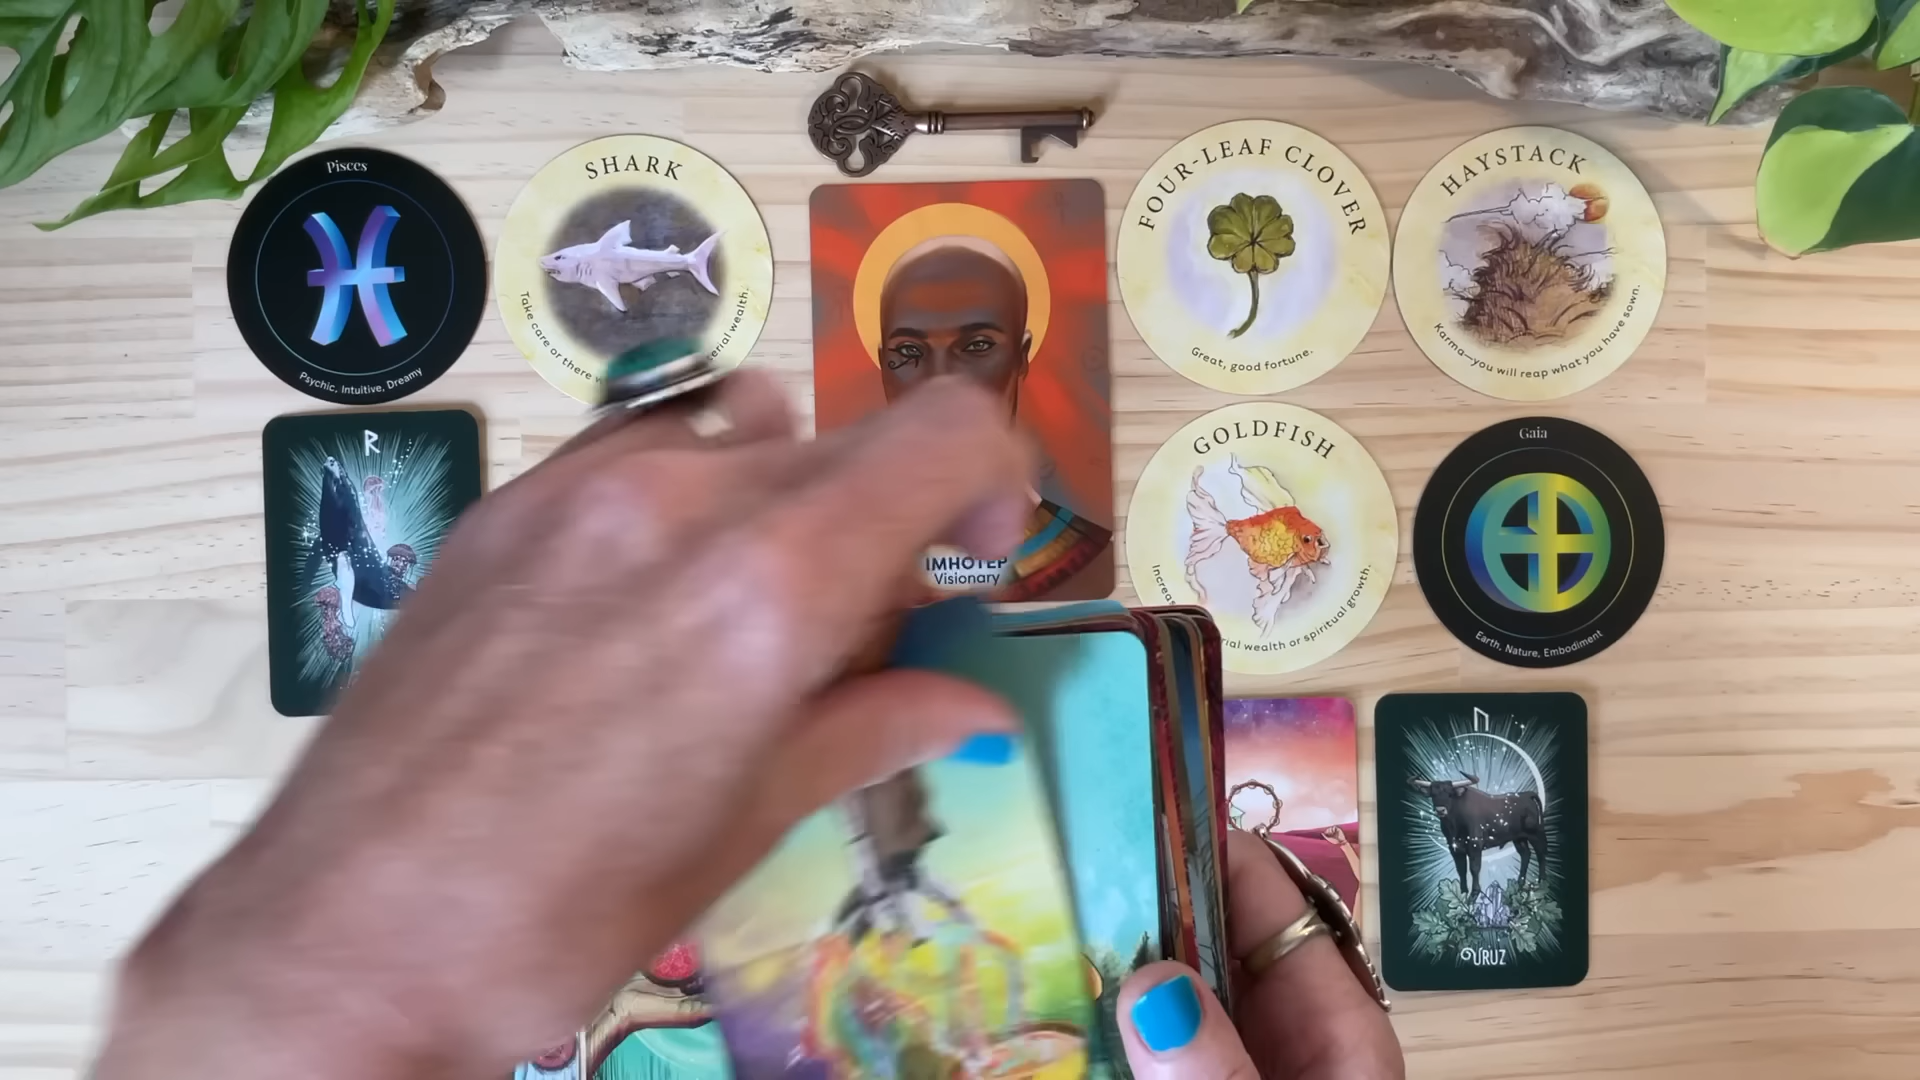 Pisces
Psychic, Intuitive, Dreamy
SHARK
Take care or there
erial wealth.
FOUR-LEAF CLOVER
Great, good fortune.
HAYSTACK
Karma—you will reap what you have sown.
R
IMHOTEP
Visionary
GOLDFISH
Increas
rial wealth or spiritual growth.
Gaia
Earth, Nature, Embodiment
URUZ